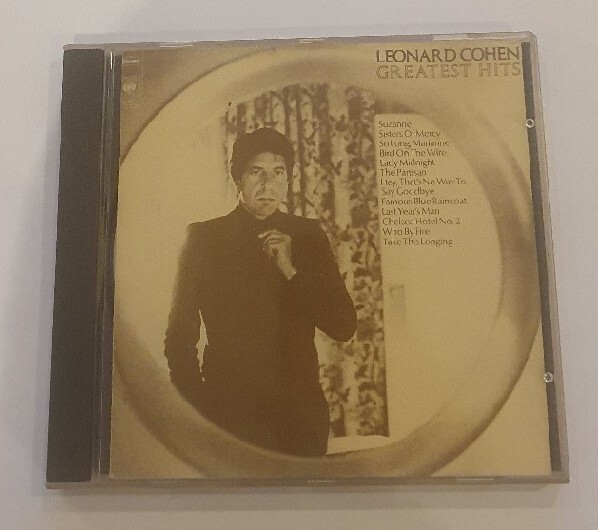 LEONARD COHEN
GREATEST HITS
Suzanne
Sisters Of Mercy
So Long, Marianne
Bird On The Wire
Lady Midnight
The Partisan
Hey, That's No Way To
Say Goodbye
Famous Blue Raincoat
Last Year's Man
Chelsea Hotel No. 2
Who By Fire
Take This Longing